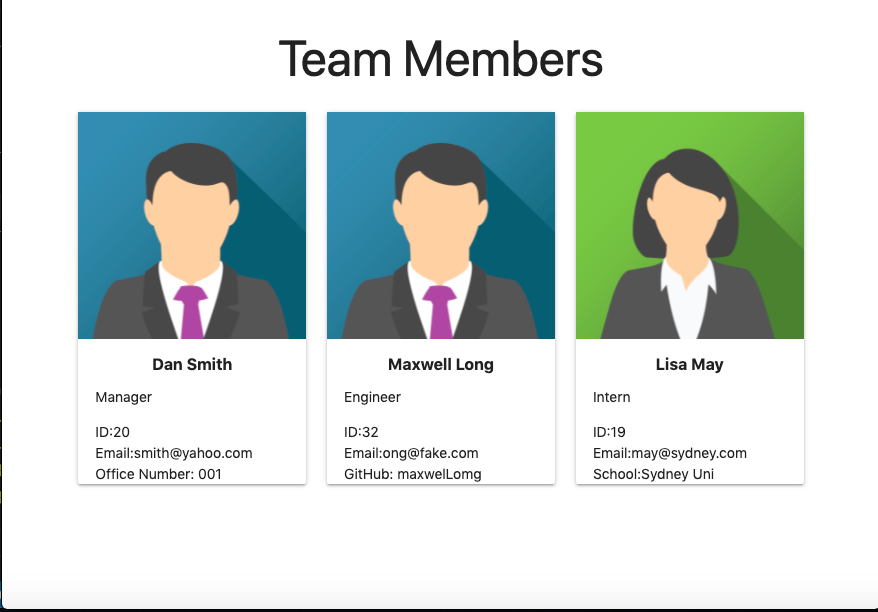 Team Members
Dan Smith
Manager
ID:20
Email:smith@yahoo.com
Office Number: 001
Maxwell Long
Engineer
ID:32
Email:ong@fake.com
GitHub: maxwelLomg
Lisa May
Intern
ID:19
Email:may@sydney.com
School:Sydney Uni